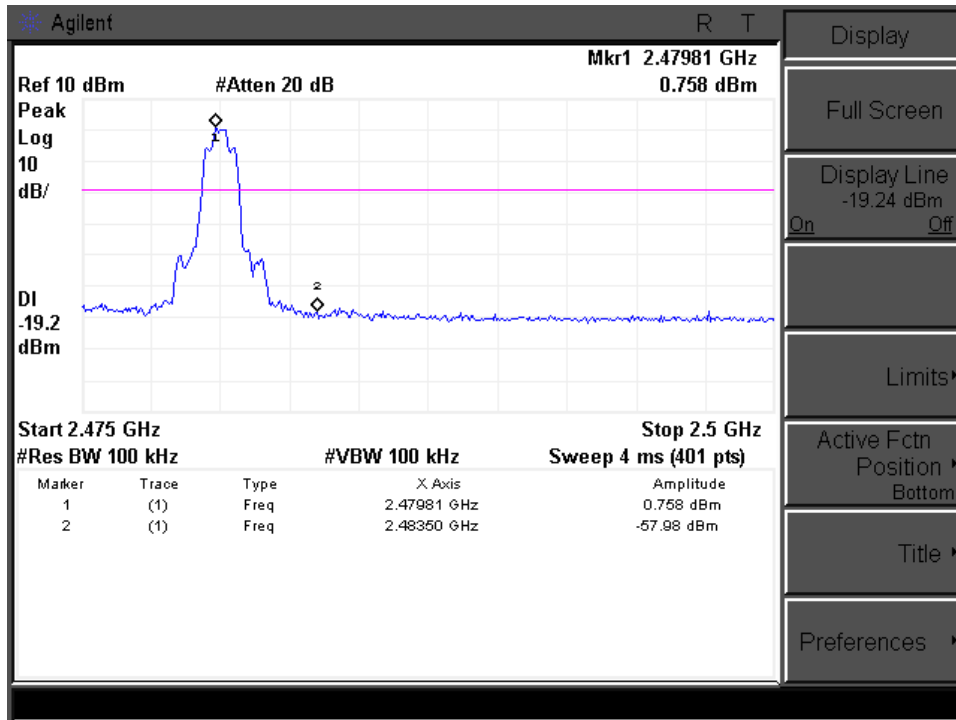 Agilent R T
Mkr1 2.47981 GHz
Ref 10 dBm #Atten 20 dB 0.758 dBm
Peak
Log
10
dB/
1
2
DI
-19.2
dBm
Start 2.475 GHz Stop 2.5 GHz
#Res BW 100 kHz #VBW 100 kHz Sweep 4 ms (401 pts)
Marker Trace Type X Axis Amplitude
1 (1) Freq 2.47981 GHz 0.758 dBm
2 (1) Freq 2.48350 GHz -57.98 dBm
Display
Full Screen
Display Line
-19.24 dBm
On Off
Limits
Active Fctn
Position
Bottom
Title
Preferences